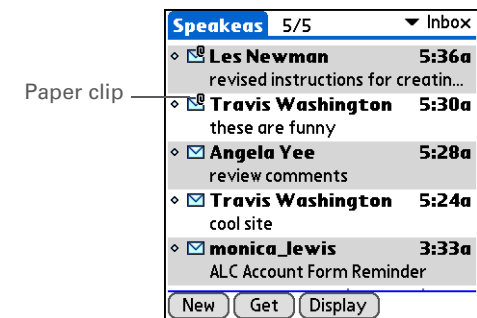 Speakeas 5/5 Inbox
Les Newman 5:36a
revised instructions for creatin...
Paper clip
Travis Washington 5:30a
these are funny
Angela Yee 5:28a
review comments
Travis Washington 5:24a
cool site
monica_lewis 3:33a
ALC Account Form Reminder
New Get Display